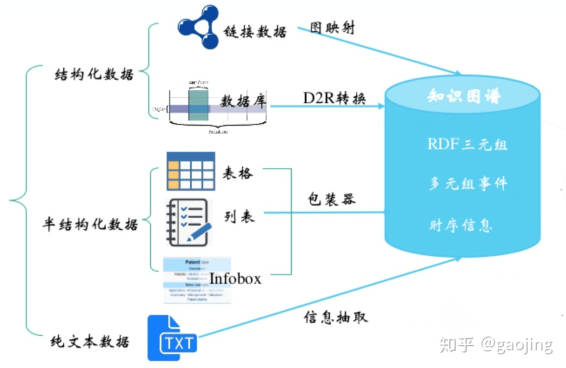 链接数据
图映射
结构化数据
数据库
D2R转换
知识图谱
RDF三元组
多元组事件
时序信息
表格
半结构化数据
列表
包装器
Infobox
纯文本数据
TXT
信息抽取
知乎 @gaojing